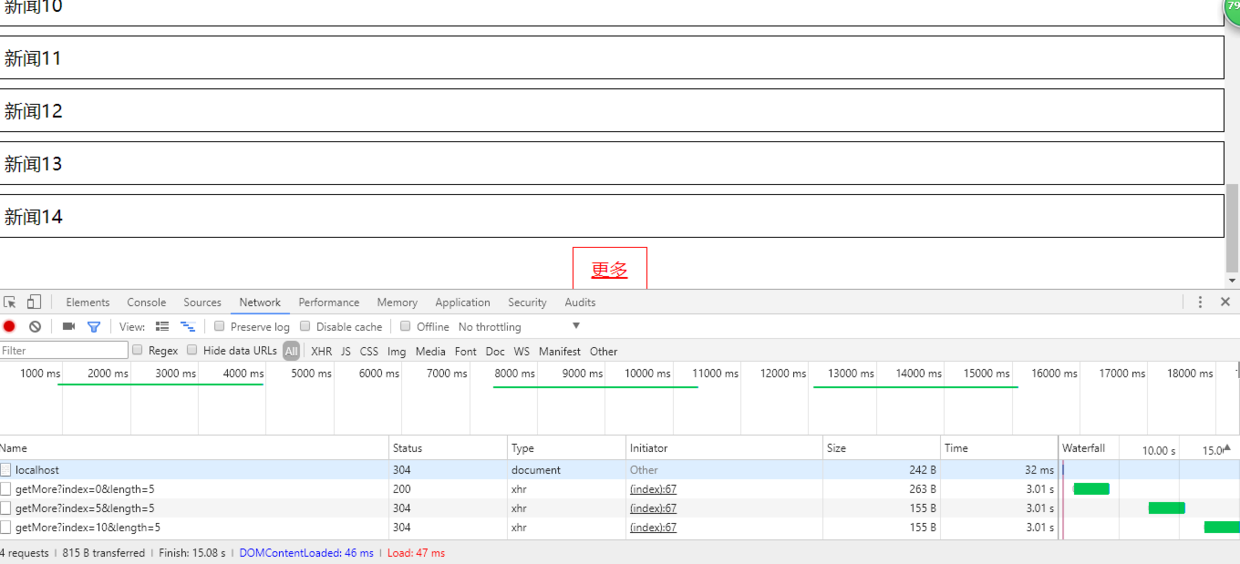 新闻10
79
新闻11
新闻12
新闻13
新闻14
更多
Elements Console Sources Network Performance Memory Application Security Audits
View: Preserve log Disable cache Offline No throttling
Filter Regex Hide data URLs All XHR JS CSS Img Media Font Doc WS Manifest Other
1000 ms 2000 ms 3000 ms 4000 ms 5000 ms 6000 ms 7000 ms 8000 ms 9000 ms 10000 ms 11000 ms 12000 ms 13000 ms 14000 ms 15000 ms 16000 ms 17000 ms 18000 ms
Name Status Type Initiator Size Time Waterfall 10.00 s 15.0
localhost 304 document Other 242 B 32 ms
getMore?index=0&length=5 200 xhr (index):67 263 B 3.01 s
getMore?index=5&length=5 304 xhr (index):67 155 B 3.01 s
getMore?index=10&length=5 304 xhr (index):67 155 B 3.01 s
4 requests | 815 B transferred | Finish: 15.08 s | DOMContentLoaded: 46 ms | Load: 47 ms